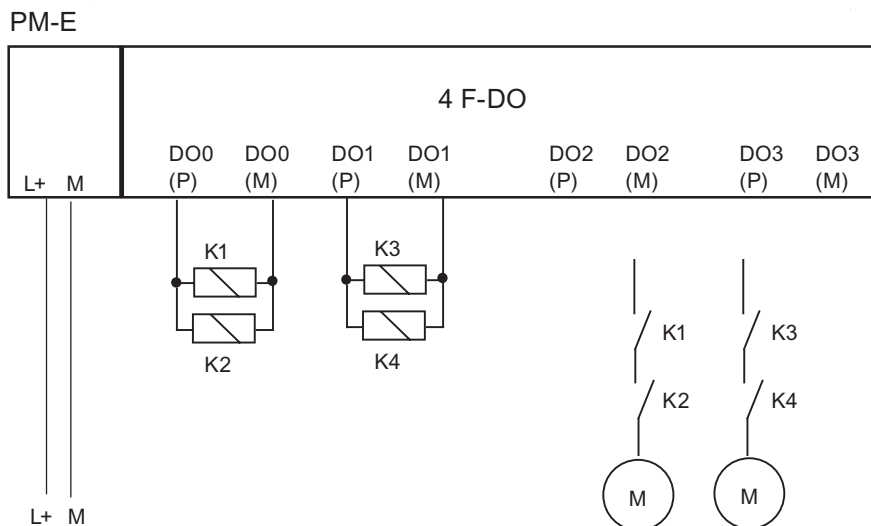 PM-E
4 F-DO
DO0 DO0 DO1 DO1 DO2 DO2 DO3 DO3
L+ M (P) (M) (P) (M) (P) (M) (P) (M)
K1 K3
K2 K4
K1 K3
K2 K4
M M
L+ M